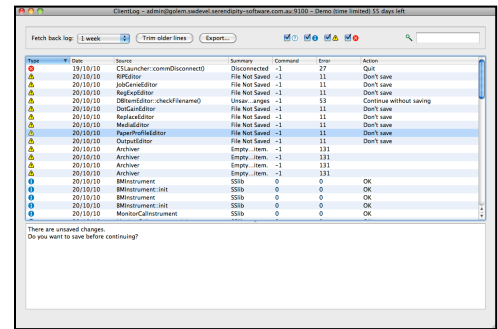 ClientLog - admin@golem.swdevel.serendipity-software.com.au:9100 - Demo (time limited) 55 days left
Fetch back log: 1 week Trim older lines Export...
Type Date Source Summary Command Error Action
19/10/10 CSLauncher::commDisconnect() Disconnected -1 27 Quit
20/10/10 RIPEditor File Not Saved -1 11 Don't save
20/10/10 JobGenieEditor File Not Saved -1 11 Don't save
20/10/10 RegExpEditor File Not Saved -1 11 Don't save
20/10/10 DBItemEditor::checkFilename() Unsav...anges -1 53 Continue without saving
20/10/10 DotGainEditor File Not Saved -1 11 Don't save
20/10/10 ReplaceEditor File Not Saved -1 11 Don't save
20/10/10 MediaEditor File Not Saved -1 11 Don't save
20/10/10 PaperProfileEditor File Not Saved -1 11 Don't save
20/10/10 OutputEditor File Not Saved -1 11 Don't save
20/10/10 Archiver Empty...item. -1 131
20/10/10 Archiver Empty...item. -1 131
20/10/10 Archiver Empty...item. -1 131
20/10/10 Archiver Empty...item. -1 131
20/10/10 BMInstrument SSlib 0 0 OK
20/10/10 BMInstrument::init SSlib 0 0 OK
20/10/10 BMInstrument SSlib 0 0 OK
20/10/10 BMInstrument::init SSlib 0 0 OK
20/10/10 MonitorCalInstrument SSlib 0 0 OK
There are unsaved changes.
Do you want to save before continuing?